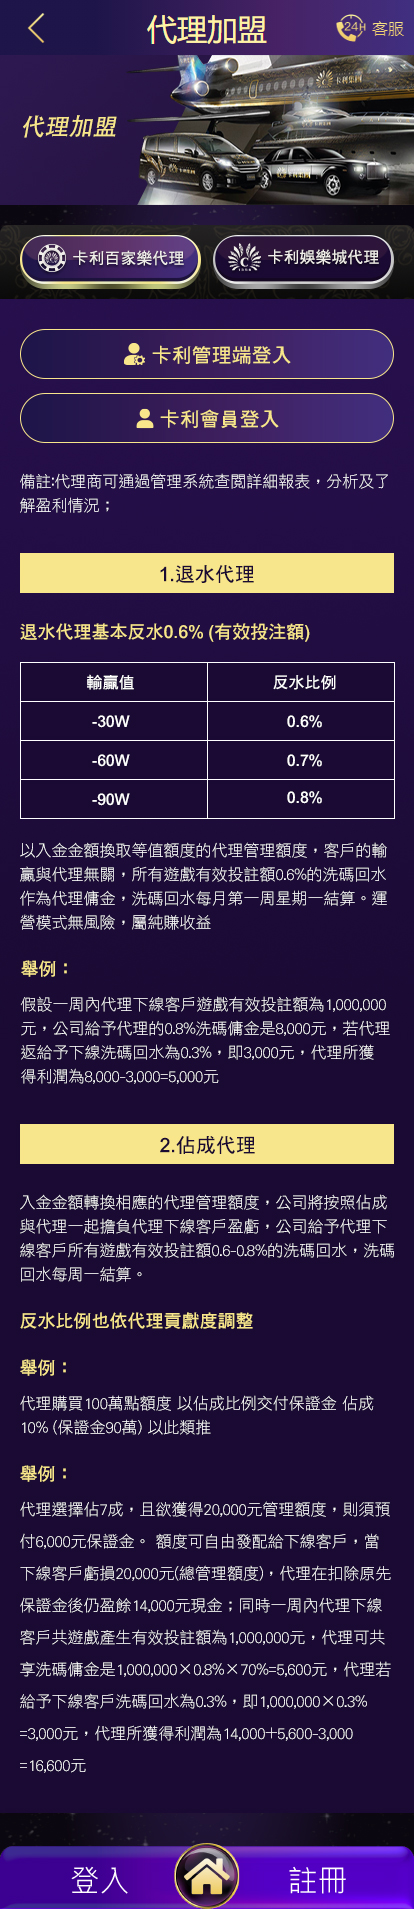 代理加盟
24H 客服
代理加盟
卡利集團
卡利百家樂代理
卡利娛樂城代理
卡利管理端登入
卡利會員登入
備註:代理商可通過管理系統查閱詳細報表，分析及了
解盈利情況；
1.退水代理
退水代理基本反水0.6% (有效投注額)
輸贏值 反水比例
-30W 0.6%
-60W 0.7%
-90W 0.8%
以入金金額換取等值額度的代理管理額度，客戶的輸
贏與代理無關，所有遊戲有效投註額0.6%的洗碼回水
作為代理傭金，洗碼回水每月第一周星期一結算。運
營模式無風險，屬純賺收益
舉例：
假設一周內代理下線客戶遊戲有效投註額為1,000,000
元，公司給予代理的0.8%洗碼傭金是8,000元，若代理
返給予下線洗碼回水為0.3%，即3,000元，代理所獲
得利潤為8,000-3,000=5,000元
2.佔成代理
入金金額轉換相應的代理管理額度，公司將按照佔成
與代理一起擔負代理下線客戶盈虧，公司給予代理下
線客戶所有遊戲有效投註額0.6-0.8%的洗碼回水，洗碼
回水每周一結算。
反水比例也依代理貢獻度調整
舉例：
代理購買100萬點額度 以佔成比例交付保證金 佔成
10% (保證金90萬) 以此類推
舉例：
代理選擇佔7成，且欲獲得20,000元管理額度，則須預
付6,000元保證金。 額度可自由發配給下線客戶，當
下線客戶虧損20,000元(總管理額度)，代理在扣除原先
保證金後仍盈餘14,000元現金；同時一周內代理下線
客戶共遊戲產生有效投註額為1,000,000元，代理可共
享洗碼傭金是1,000,000×0.8%×70%=5,600元，代理若
給予下線客戶洗碼回水為0.3%，即1,000,000×0.3%
=3,000元，代理所獲得利潤為14,000+5,600-3,000
=16,600元
登入
註冊